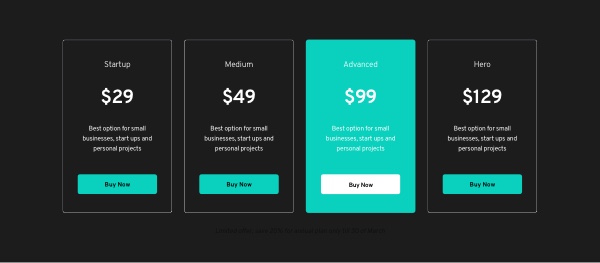 Startup
$29
Best option for small
businesses, start ups and
personal projects
Buy Now
Medium
$49
Best option for small
businesses, start ups and
personal projects
Buy Now
Advanced
$99
Best option for small
businesses, start ups and
personal projects
Buy Now
Hero
$129
Best option for small
businesses, start ups and
personal projects
Buy Now